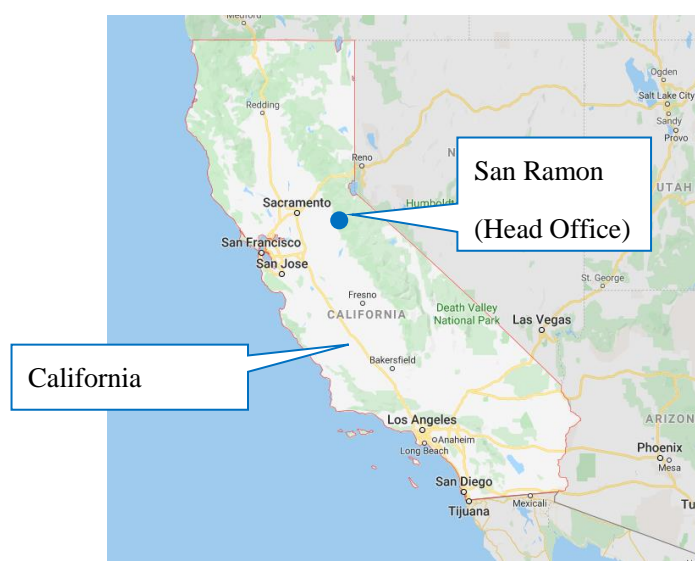 Medford
Ogden
Salt Lake City
Redding
Sandy
Provo
Reno
N
San Ramon
(Head Office)
UTAH
Humboldt
Sacramento
San Francisco
San Jose
St. George
Fresno
CALIFORNIA
Death Valley
National Park
Las Vegas
California
Bakersfield
Los Angeles
Anaheim
Long Beach
ARIZON
Phoenix
Mesa
San Diego
Tijuana
Mexicali
Tu